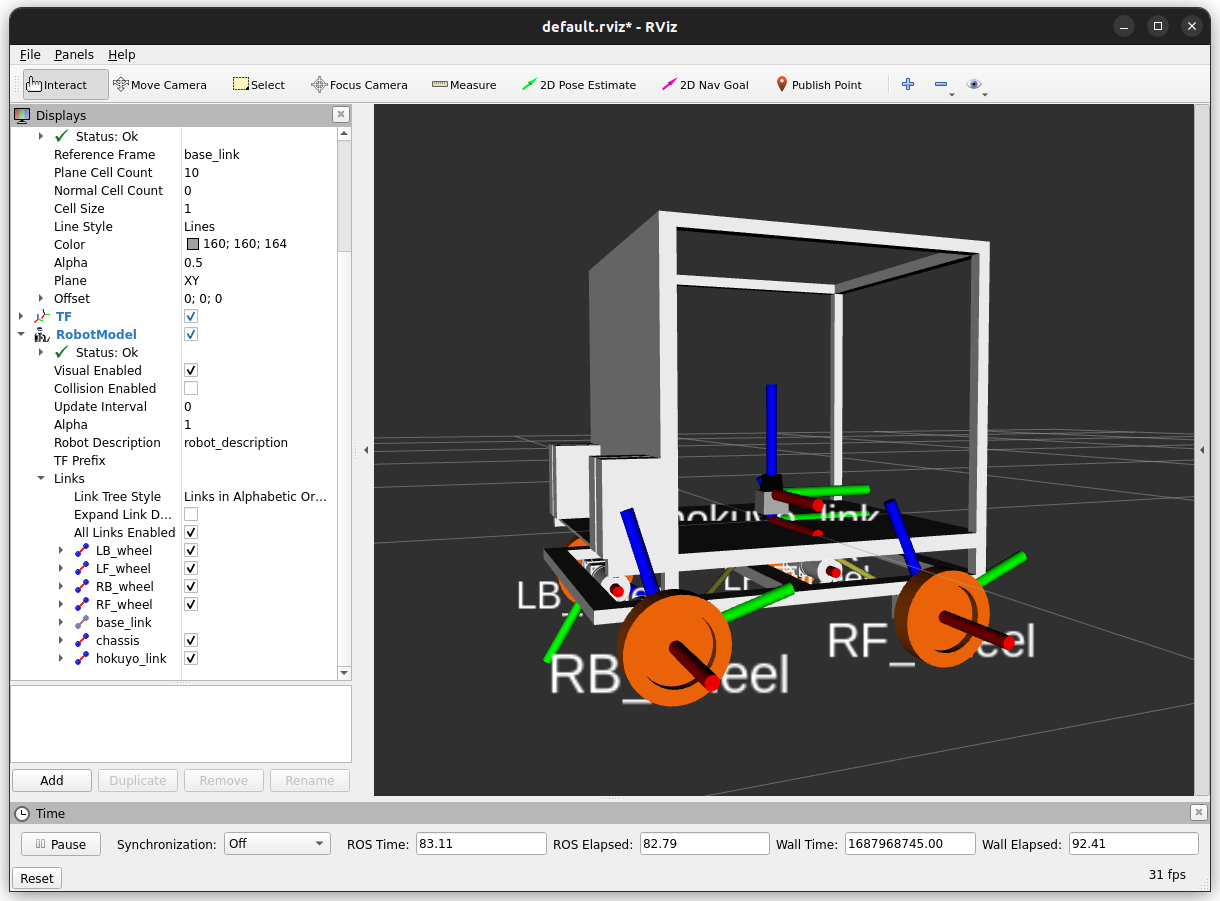 default.rviz* - RViz
File Panels Help
Interact Move Camera Select Focus Camera Measure 2D Pose Estimate 2D Nav Goal Publish Point
Displays
Status: Ok
Reference Frame base_link
Plane Cell Count 10
Normal Cell Count 0
Cell Size 1
Line Style Lines
Color 160; 160; 164
Alpha 0.5
Plane XY
Offset 0; 0; 0
TF
RobotModel
Status: Ok
Visual Enabled
Collision Enabled
Update Interval 0
Alpha 1
Robot Description robot_description
TF Prefix
Links
Link Tree Style Links in Alphabetic Or...
Expand Link D...
All Links Enabled
LB_wheel
LF_wheel
RB_wheel
RF_wheel
base_link
chassis
hokuyo_link
hokuyo_link
LB_
RF_ eel
RB_ eel
Add Duplicate Remove Rename
Time
Pause Synchronization: Off ROS Time: 83.11 ROS Elapsed: 82.79 Wall Time: 1687968745.00 Wall Elapsed: 92.41
Reset 31 fps